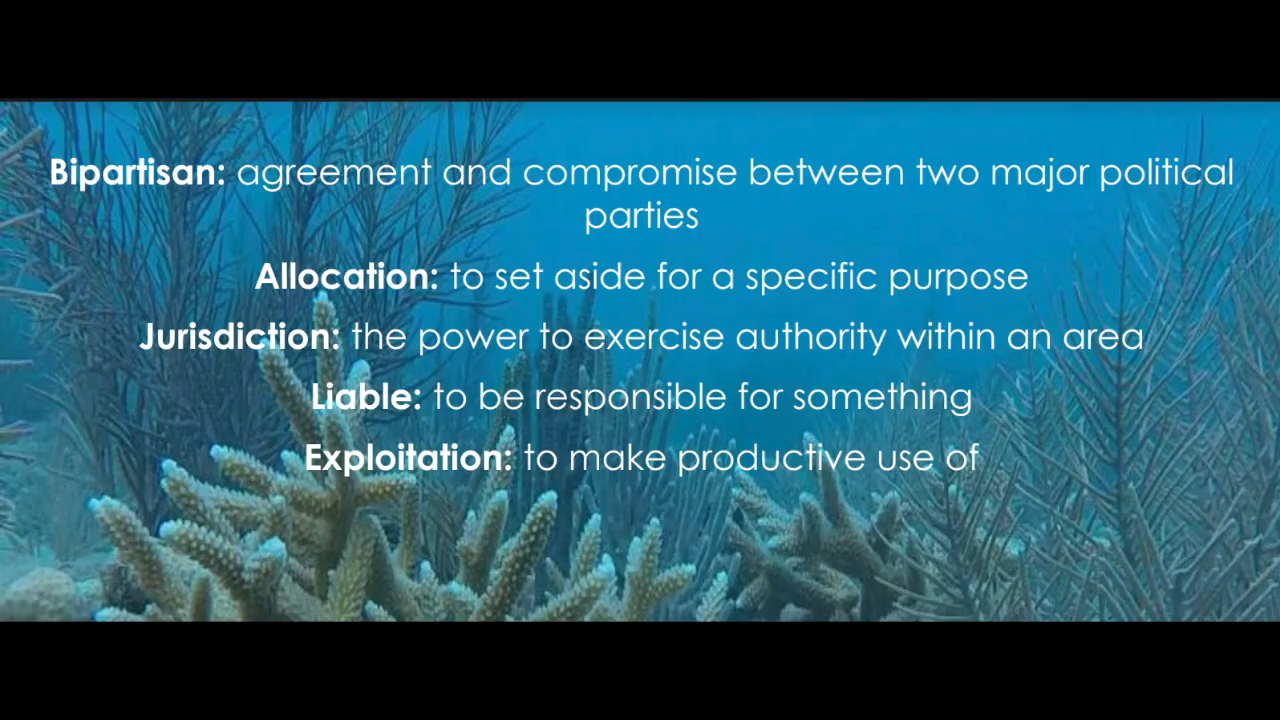 Bipartisan: agreement and compromise between two major political
parties
Allocation: to set aside for a specific purpose
Jurisdiction: the power to exercise authority within an area
Liable: to be responsible for something
Exploitation: to make productive use of